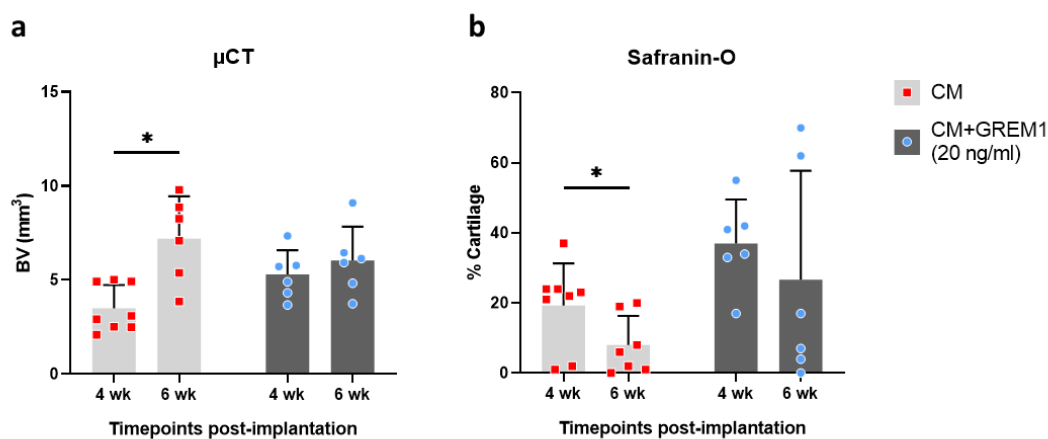 a
µCT
15
10
5
0
BV (mm³)
*
4 wk
6 wk
4 wk
6 wk
Timepoints post-implantation
b
Safranin-O
80
60
40
20
0
% Cartilage
*
4 wk
6 wk
4 wk
6 wk
Timepoints post-implantation
CM
CM+GREM1
(20 ng/ml)